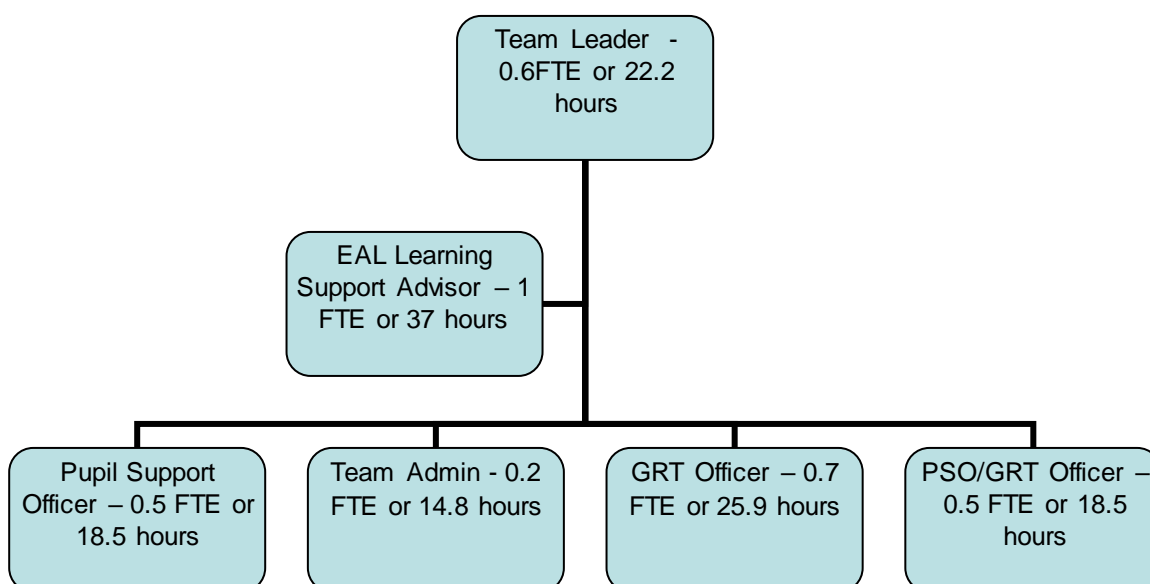 Team Leader -
0.6FTE or 22.2
hours
EAL Learning
Support Advisor – 1
FTE or 37 hours
Pupil Support
Officer – 0.5 FTE or
18.5 hours
Team Admin - 0.2
FTE or 14.8 hours
GRT Officer – 0.7
FTE or 25.9 hours
PSO/GRT Officer –
0.5 FTE or 18.5
hours